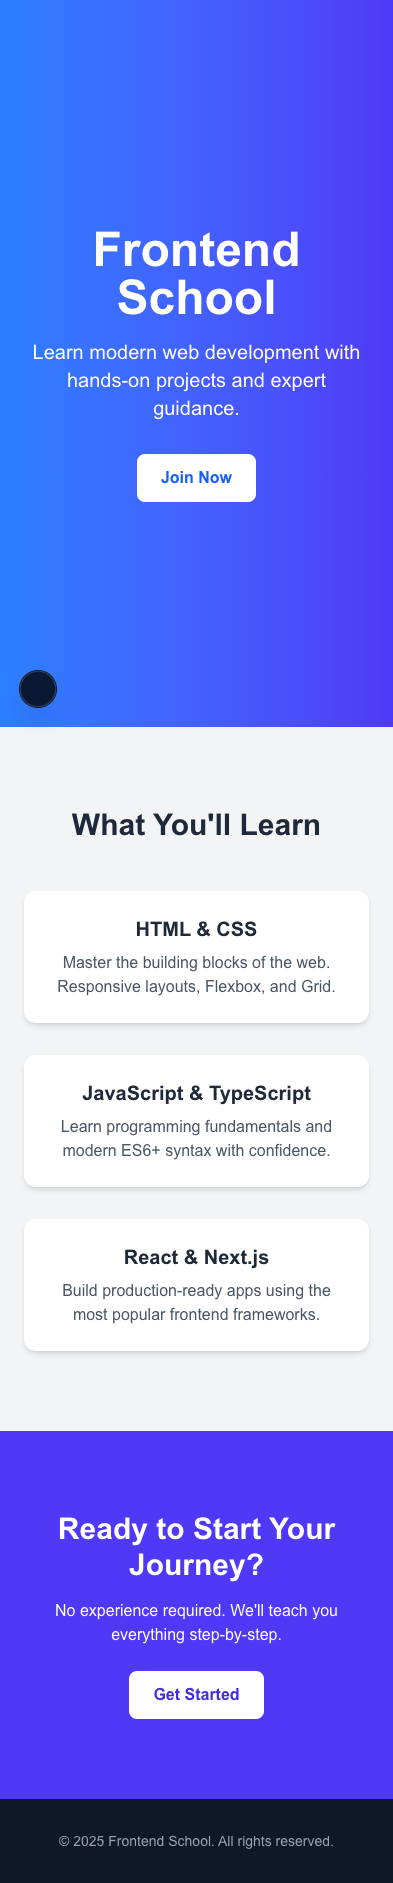 Frontend
School
Learn modern web development with
hands-on projects and expert
guidance.
Join Now
What You'll Learn
HTML & CSS
Master the building blocks of the web.
Responsive layouts, Flexbox, and Grid.
JavaScript & TypeScript
Learn programming fundamentals and
modern ES6+ syntax with confidence.
React & Next.js
Build production-ready apps using the
most popular frontend frameworks.
Ready to Start Your
Journey?
No experience required. We'll teach you
everything step-by-step.
Get Started
© 2025 Frontend School. All rights reserved.